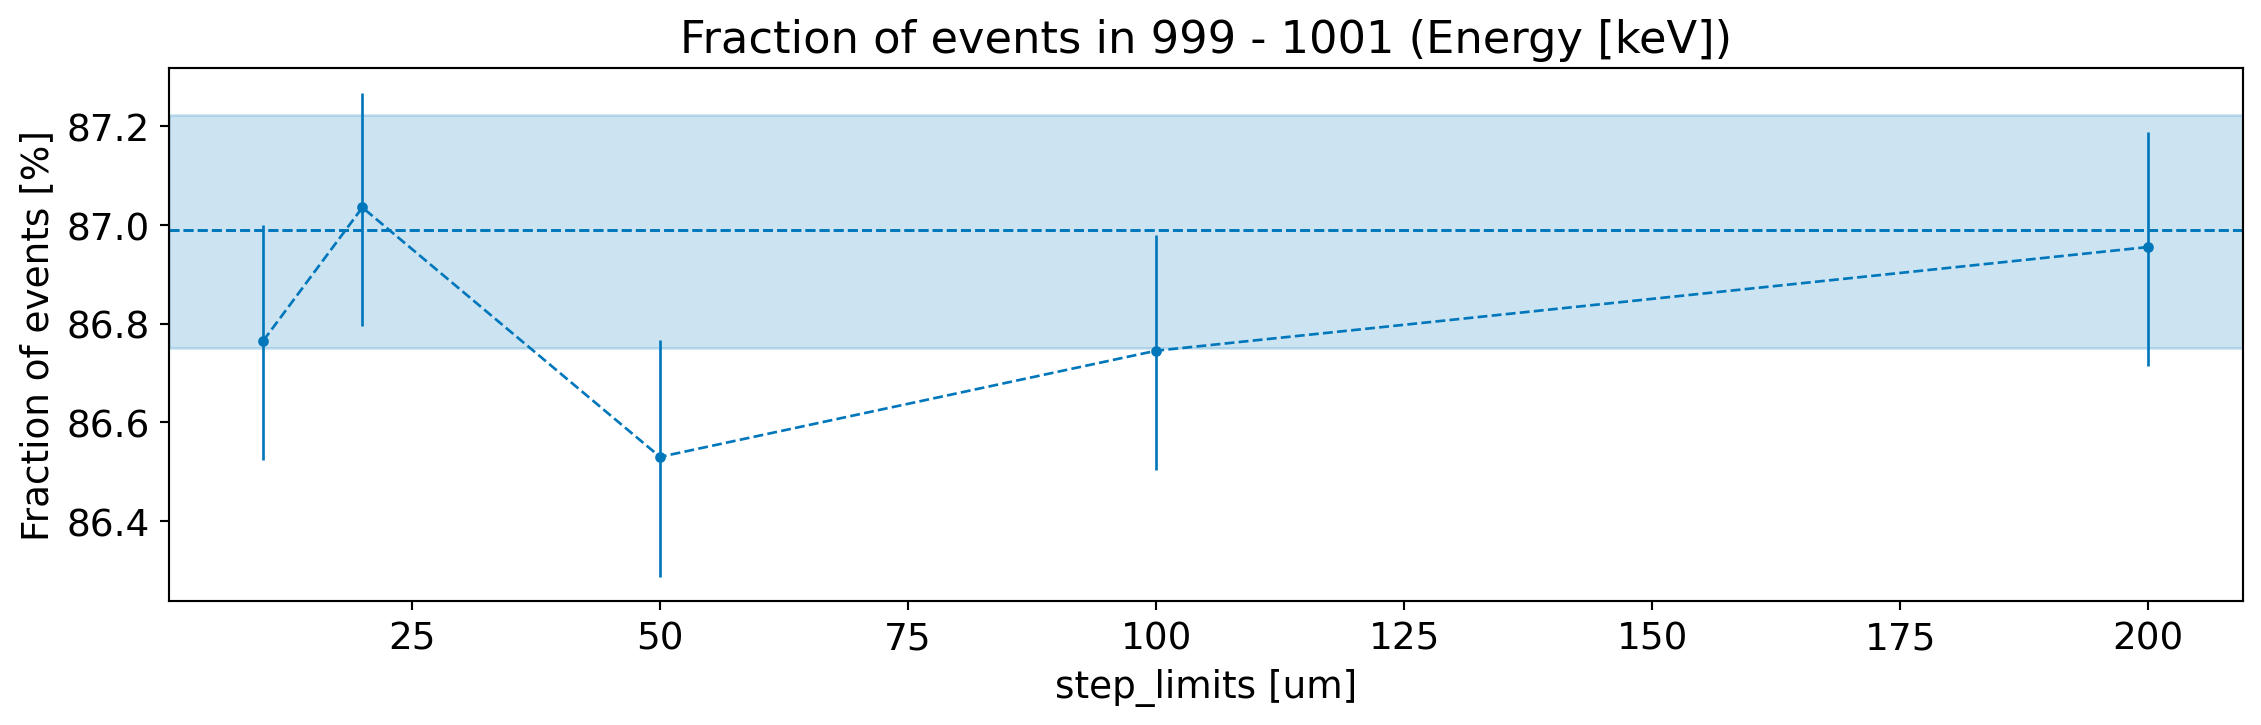 Fraction of events in 999 - 1001 (Energy [keV])
Fraction of events [%]
87.2
87.0
86.8
86.6
86.4
25 50 75 100 125 150 175 200
step_limits [um]